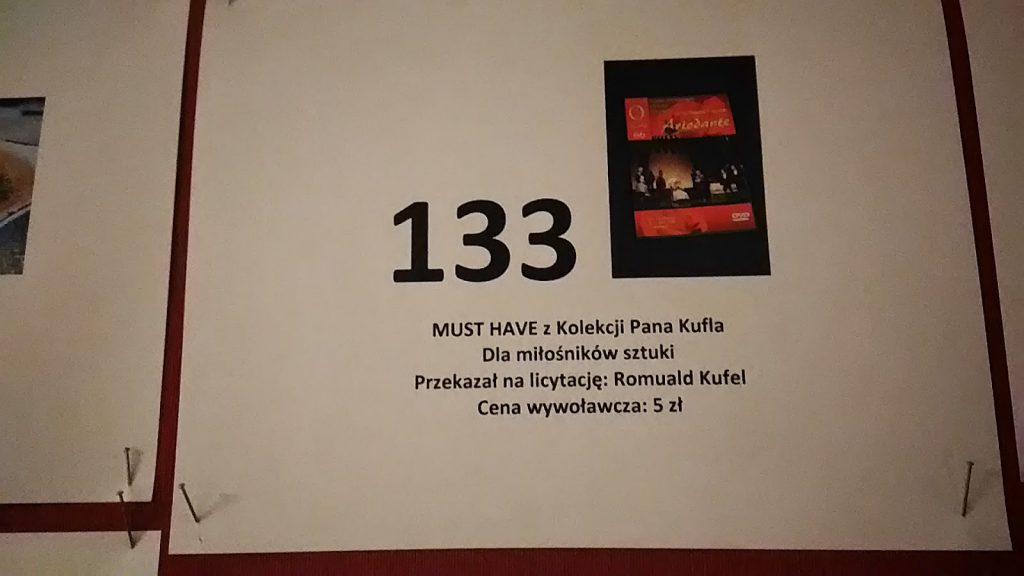 Ariodante
66
DVD
133
MUST HAVE z Kolekcji Pana Kufla
Dla miłośników sztuki
Przekazał na licytację: Romuald Kufel
Cena wywoławcza: 5 zł